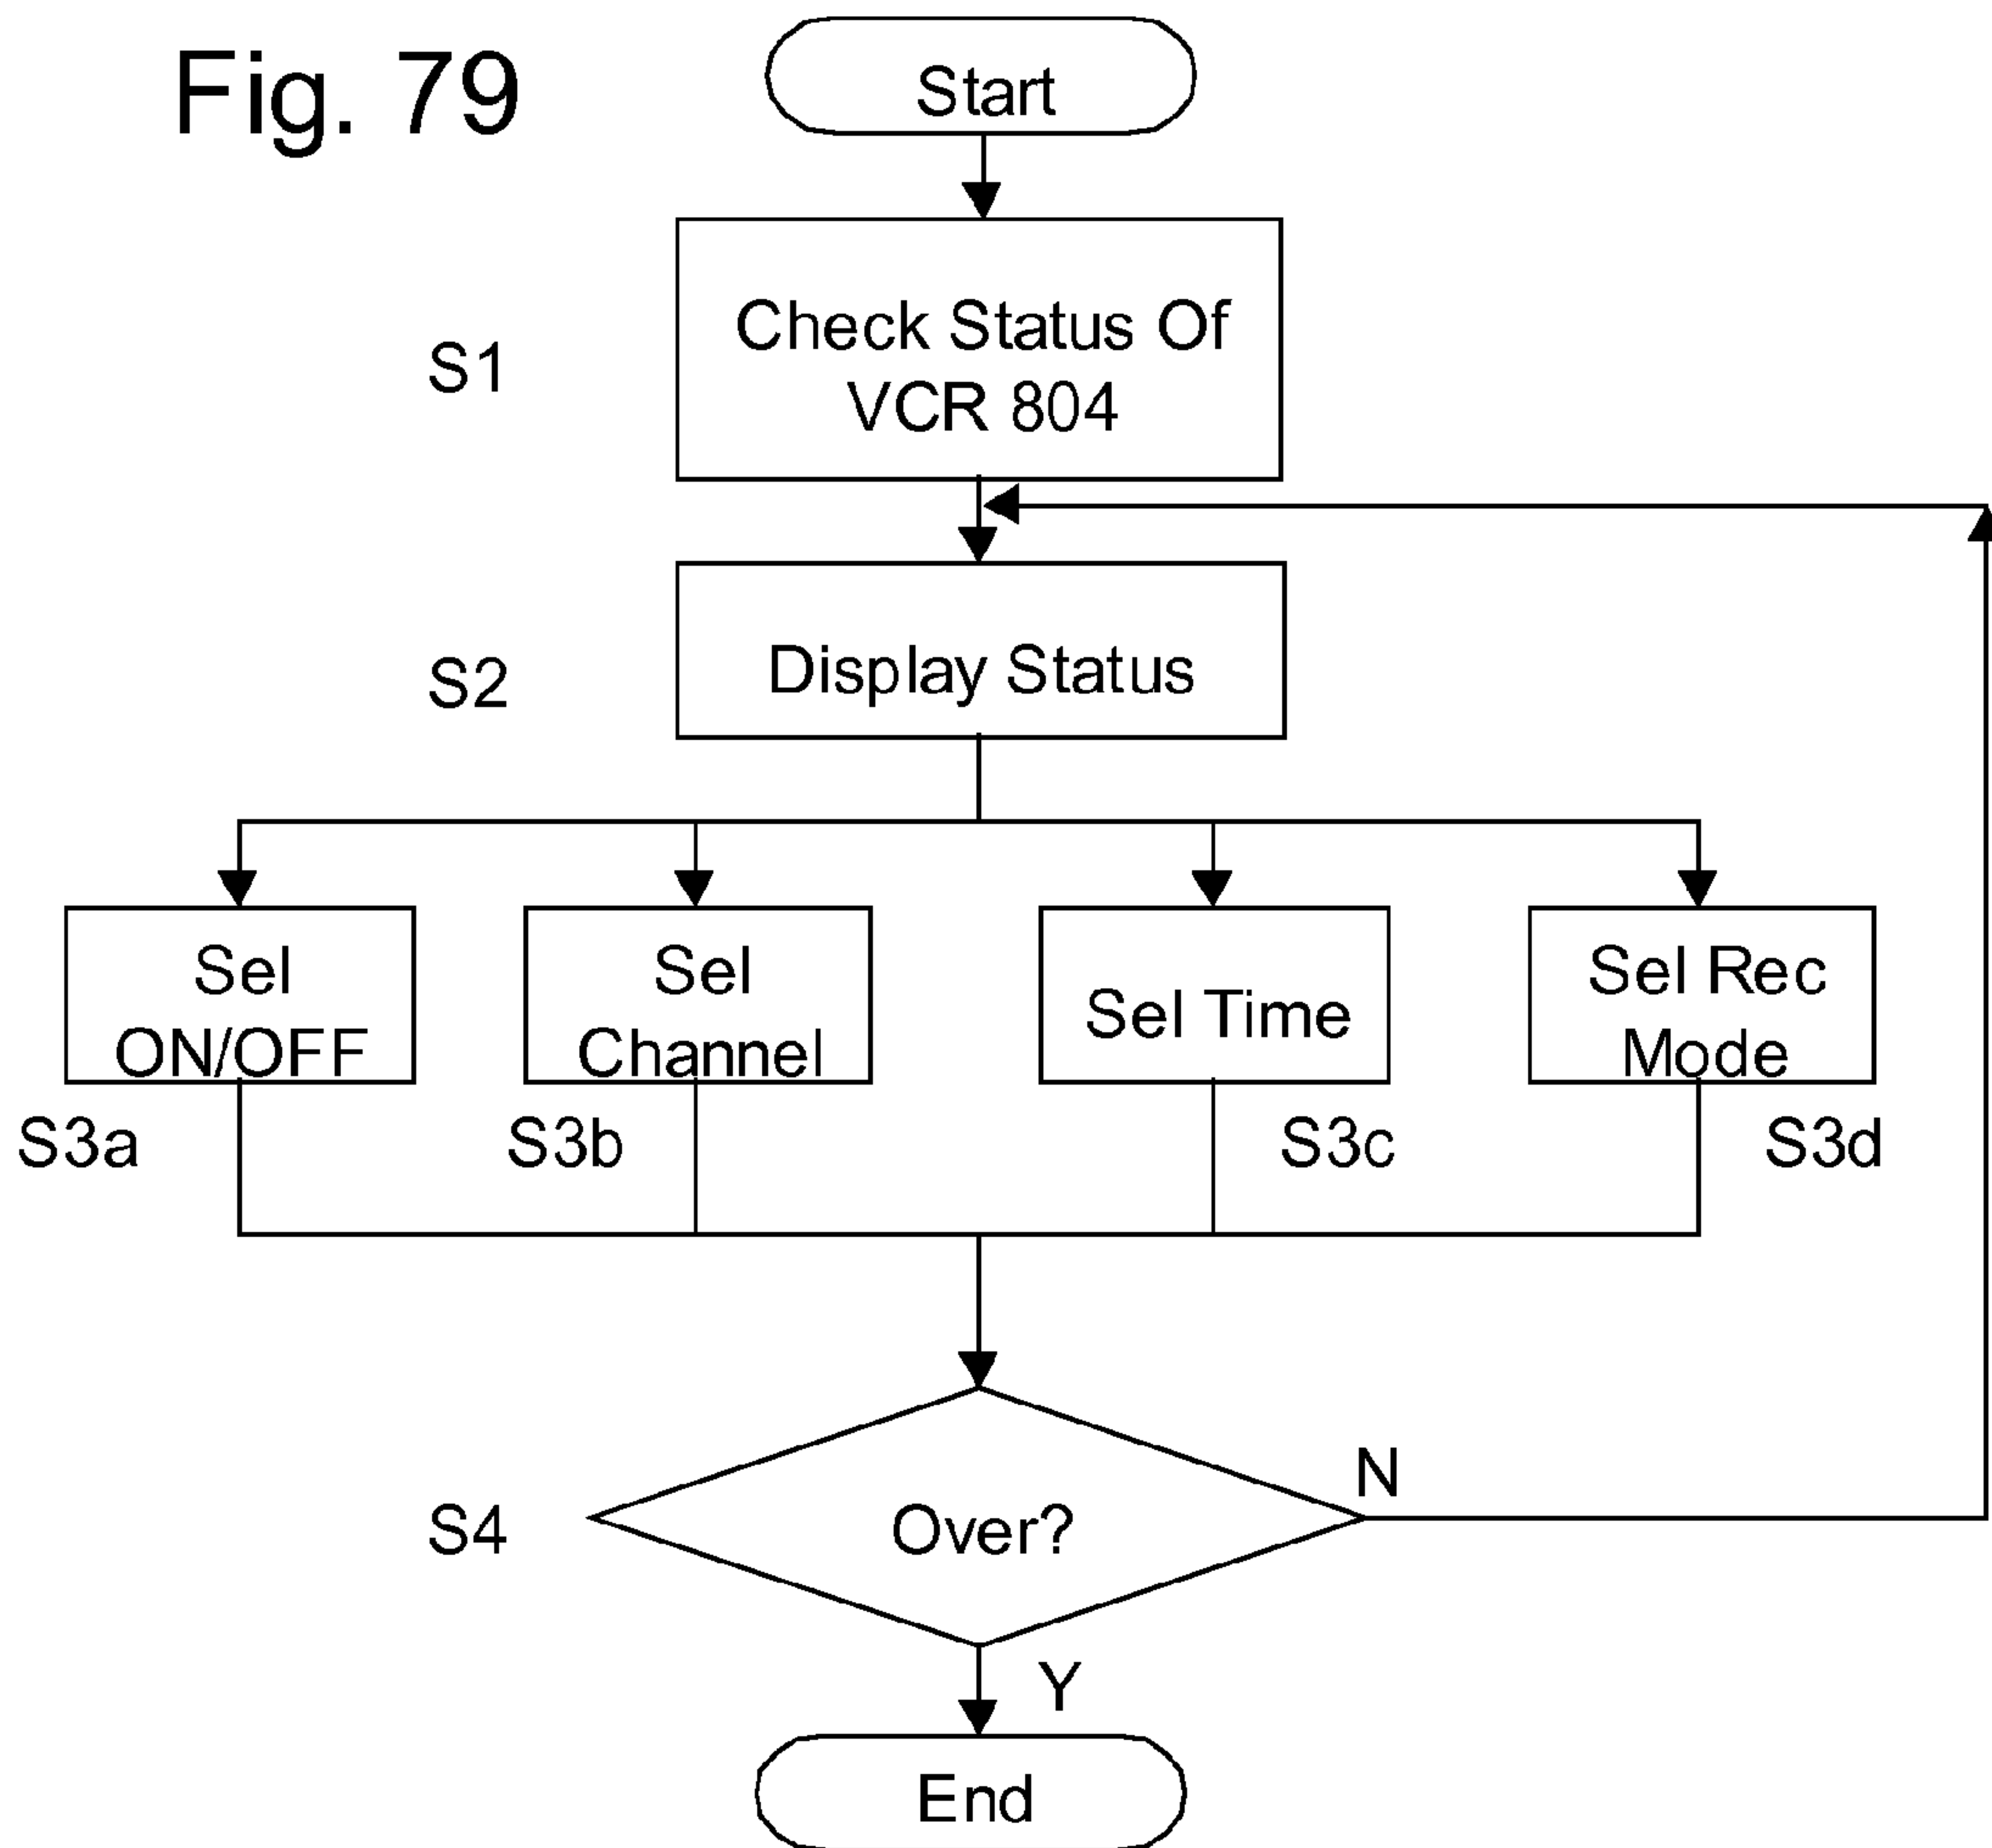 Fig. 79
Start
S1
Check Status Of
VCR 804
S2
Display Status
Sel
ON/OFF
Sel
Channel
Sel Time
Sel Rec
Mode
S3a
S3b
S3c
S3d
S4
Over?
N
Y
End